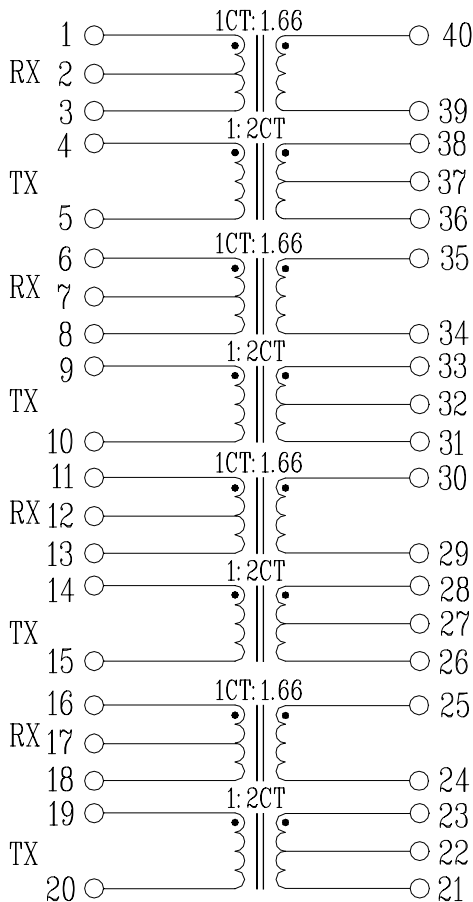 1CT:1.66
1 40
RX 2
3 39
1:2CT
4 38
TX 37
5 36
1CT:1.66
6 35
RX 7
8 34
1:2CT
9 33
TX 32
10 31
1CT:1.66
11 30
RX 12
13 29
1:2CT
14 28
TX 27
15 26
1CT:1.66
16 25
RX 17
18 24
1:2CT
19 23
TX 22
20 21